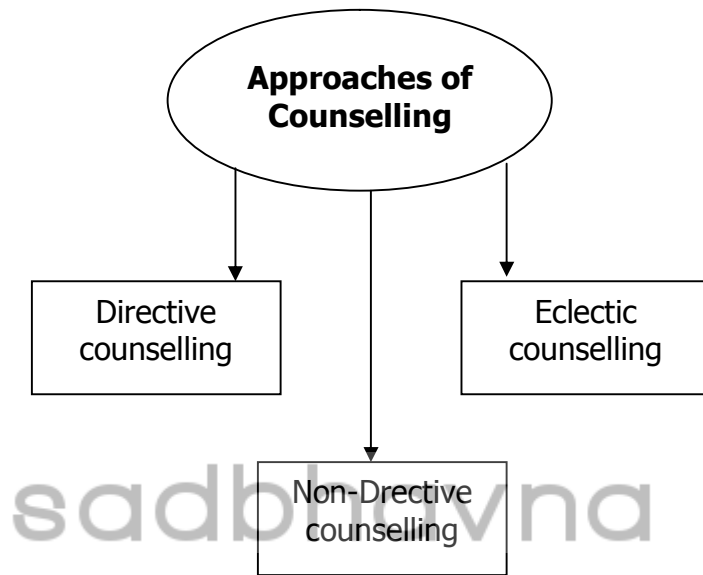 Approaches of
Counselling
Directive
counselling
Eclectic
counselling
Non-Drective
counselling
sadbhavna